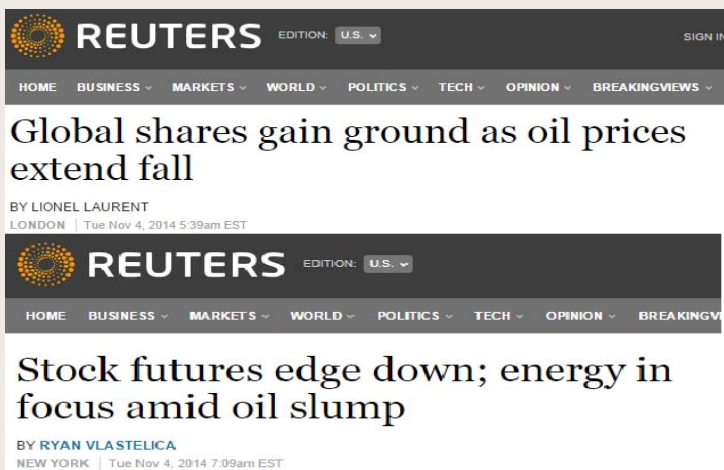 REUTERS EDITION: U.S. SIGN IN
HOME BUSINESS MARKETS WORLD POLITICS TECH OPINION BREAKINGVIEWS
Global shares gain ground as oil prices
extend fall
BY LIONEL LAURENT
LONDON | Tue Nov 4, 2014 5:39am EST
REUTERS EDITION: U.S.
HOME BUSINESS MARKETS WORLD POLITICS TECH OPINION BREAKINGVI
Stock futures edge down; energy in
focus amid oil slump
BY RYAN VLASTELICA
NEW YORK | Tue Nov 4, 2014 7:09am EST